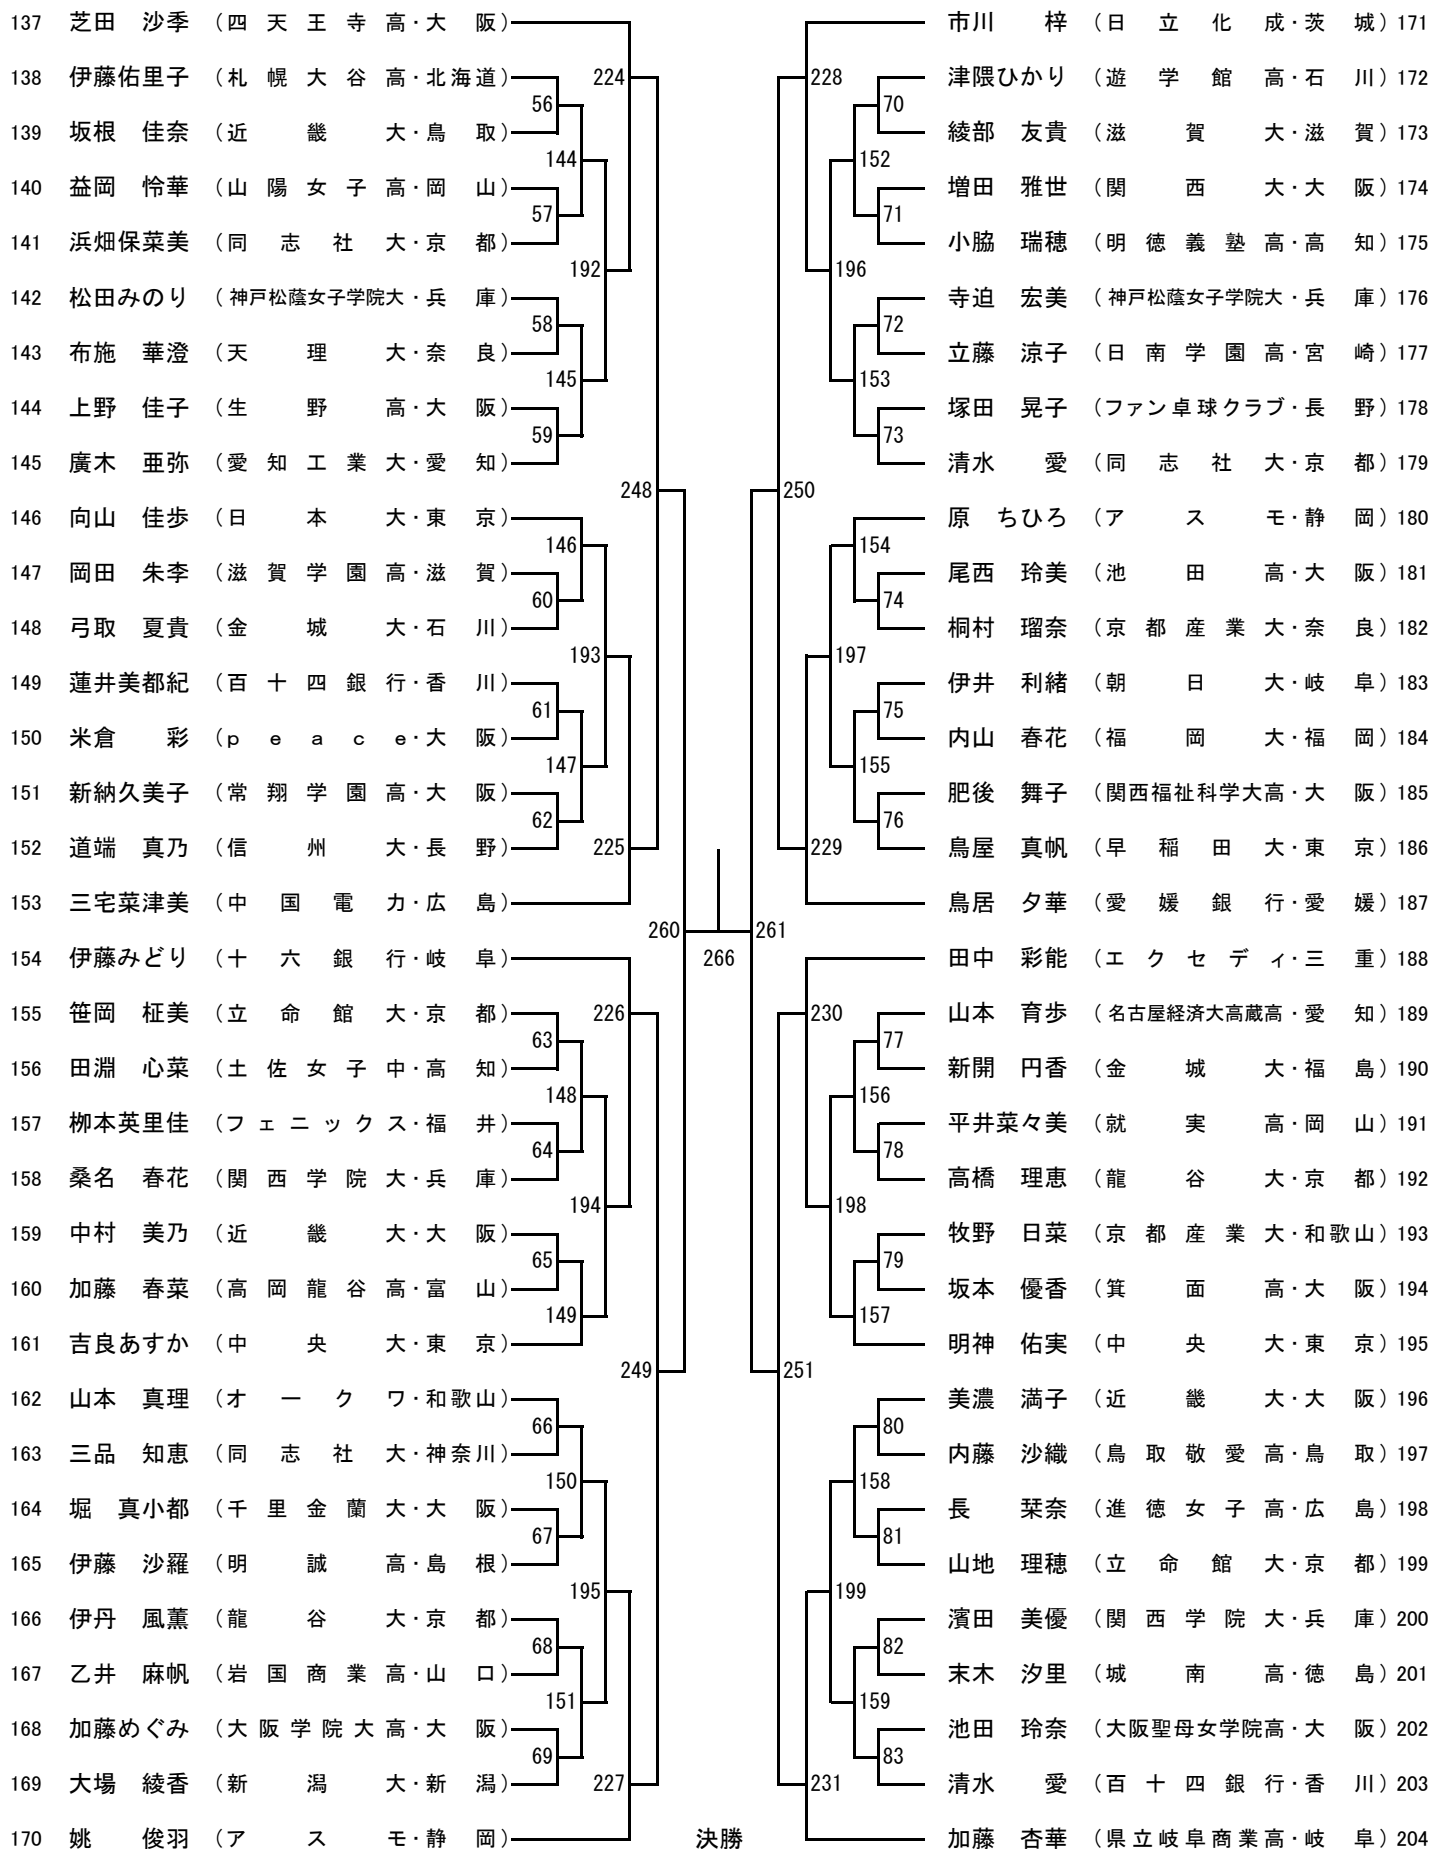 137 芝田 沙季 (四天王寺高・大阪)
138 伊藤佑里子 (札幌大谷高・北海道)
139 坂根 佳奈 (近畿大・鳥取)
140 益岡 怜華 (山陽女子高・岡山)
141 浜畑保菜美 (同志社大・京都)
142 松田みのり (神戸松蔭女子学院大・兵庫)
143 布施 華澄 (天理大・奈良)
144 上野 佳子 (生野高・大阪)
145 廣木 亜弥 (愛知工業大・愛知)
146 向山 佳歩 (日本大・東京)
147 岡田 朱李 (滋賀学園高・滋賀)
148 弓取 夏貴 (金城大・石川)
149 蓮井美都紀 (百十四銀行・香川)
150 米倉 彩 (peace・大阪)
151 新納久美子 (常翔学園高・大阪)
152 道端 真乃 (信州大・長野)
153 三宅菜津美 (中国電力・広島)
154 伊藤みどり (十六銀行・岐阜)
155 笹岡 柾美 (立命館大・京都)
156 田淵 心菜 (土佐女子中・高知)
157 栁本英里佳 (フェニックス・福井)
158 桑名 春花 (関西学院大・兵庫)
159 中村 美乃 (近畿大・大阪)
160 加藤 春菜 (高岡龍谷高・富山)
161 吉良あすか (中央大・東京)
162 山本 真理 (オークワ・和歌山)
163 三品 知恵 (同志社大・神奈川)
164 堀 真小都 (千里金蘭大・大阪)
165 伊藤 沙羅 (明誠高・島根)
166 伊丹 風薫 (龍谷大・京都)
167 乙井 麻帆 (岩国商業高・山口)
168 加藤めぐみ (大阪学院大高・大阪)
169 大場 綾香 (新潟大・新潟)
170 姚 俊羽 (アスモ・静岡)
224
56
144
57
192
58
145
59
248
146
60
193
61
147
62
225
260
226
63
148
64
194
65
149
249
66
150
67
195
68
151
69
227
266
決勝
228
70
152
71
196
72
153
73
250
154
74
197
75
155
76
229
261
230
77
156
78
198
79
157
251
80
158
81
199
82
159
83
231
市川 梓 (日立化成・茨城) 171
津隈ひかり (遊学館高・石川) 172
綾部 友貴 (滋賀大・滋賀) 173
増田 雅世 (関西大・大阪) 174
小脇 瑞穂 (明徳義塾高・高知) 175
寺迫 宏美 (神戸松蔭女子学院大・兵庫) 176
立藤 涼子 (日南学園高・宮崎) 177
塚田 晃子 (ファン卓球クラブ・長野) 178
清水 愛 (同志社大・京都) 179
原 ちひろ (アスモ・静岡) 180
尾西 玲美 (池田高・大阪) 181
桐村 瑠奈 (京都産業大・奈良) 182
伊井 利緒 (朝日大・岐阜) 183
内山 春花 (福岡大・福岡) 184
肥後 舞子 (関西福祉科学大高・大阪) 185
鳥屋 真帆 (早稲田大・東京) 186
鳥居 夕華 (愛媛銀行・愛媛) 187
田中 彩能 (エクセディ・三重) 188
山本 育歩 (名古屋経済大高蔵高・愛知) 189
新開 円香 (金城大・福島) 190
平井菜々美 (就実高・岡山) 191
高橋 理恵 (龍谷大・京都) 192
牧野 日菜 (京都産業大・和歌山) 193
坂本 優香 (箕面高・大阪) 194
明神 佑実 (中央大・東京) 195
美濃 満子 (近畿大・大阪) 196
内藤 沙織 (鳥取敬愛高・鳥取) 197
長 栞奈 (進徳女子高・広島) 198
山地 理穂 (立命館大・京都) 199
濱田 美優 (関西学院大・兵庫) 200
末木 汐里 (城南高・徳島) 201
池田 玲奈 (大阪聖母女学院高・大阪) 202
清水 愛 (百十四銀行・香川) 203
加藤 杏華 (県立岐阜商業高・岐阜) 204